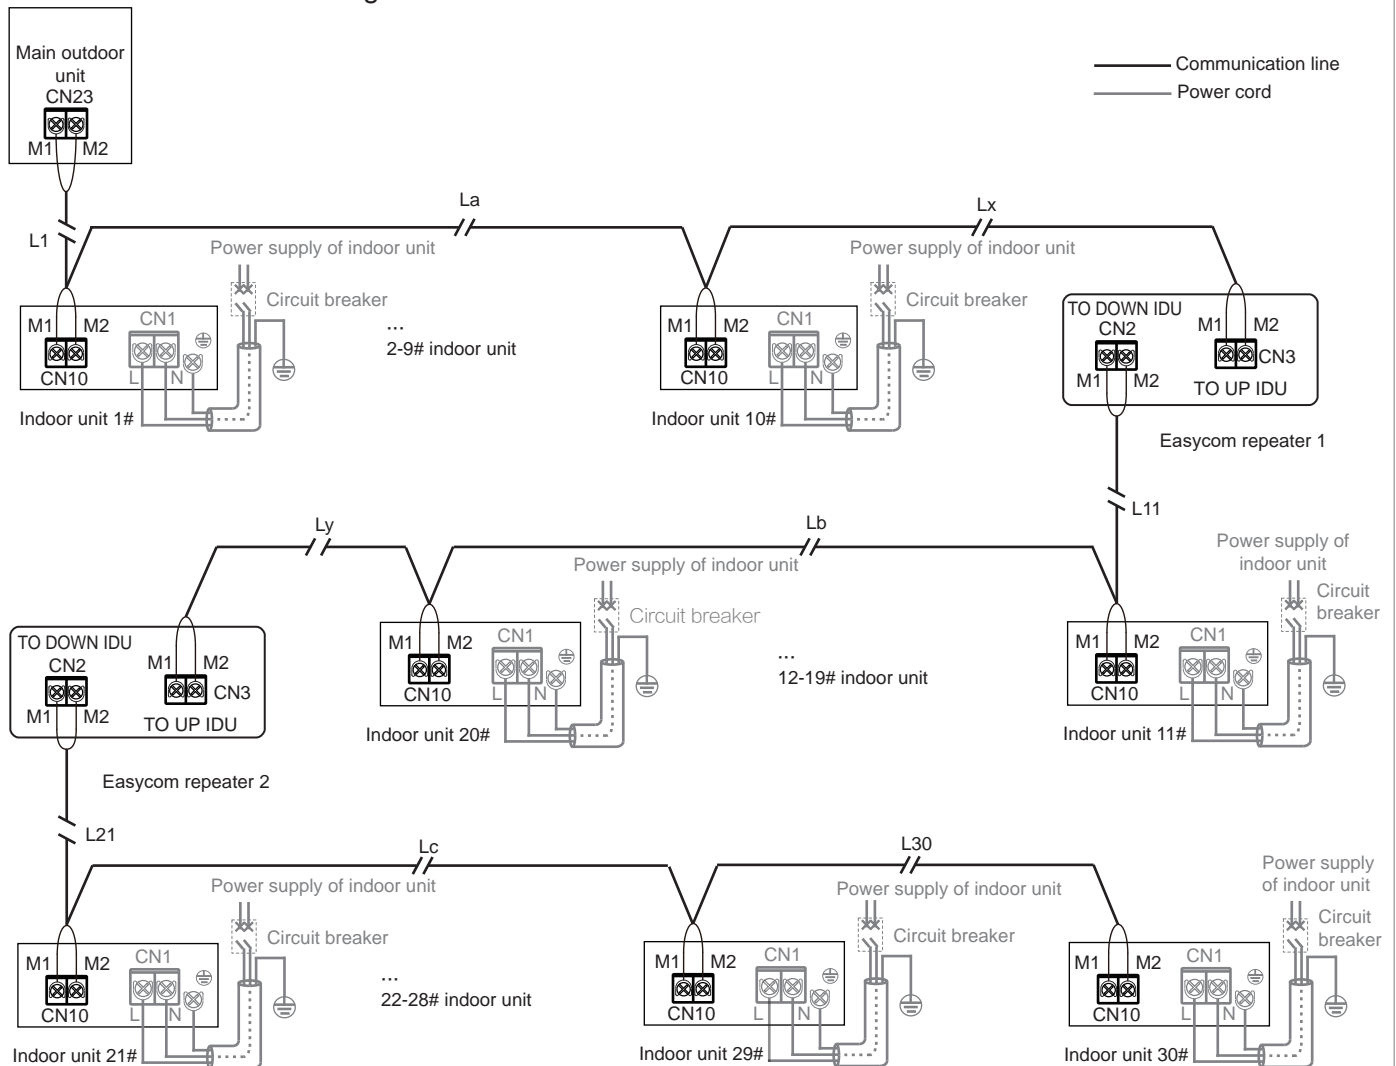 Main outdoor
unit
CN23
M1 M2
Communication line
Power cord
L1
La
Lx
Power supply of indoor unit
Circuit breaker
M1 M2 CN1
CN10 L N
Indoor unit 1#
...
2-9# indoor unit
Power supply of indoor unit
Circuit breaker
M1 M2 CN1
CN10 L N
Indoor unit 10#
TO DOWN IDU
CN2
M1 M2
M1 M2
CN3
TO UP IDU
Easycom repeater 1
L11
Ly
Lb
Power supply of indoor unit
Circuit breaker
M1 M2 CN1
CN10 L N
Indoor unit 20#
...
12-19# indoor unit
Power supply of
indoor unit
Circuit
breaker
M1 M2 CN1
CN10 L N
Indoor unit 11#
TO DOWN IDU
CN2
M1 M2
M1 M2
CN3
TO UP IDU
Easycom repeater 2
L21
Lc
L30
Power supply of indoor unit
Circuit breaker
M1 M2 CN1
CN10 L N
Indoor unit 21#
...
22-28# indoor unit
Power supply of indoor unit
Circuit breaker
M1 M2 CN1
CN10 L N
Indoor unit 29#
Power supply
of indoor unit
Circuit
breaker
M1 M2 CN1
CN10 L N
Indoor unit 30#